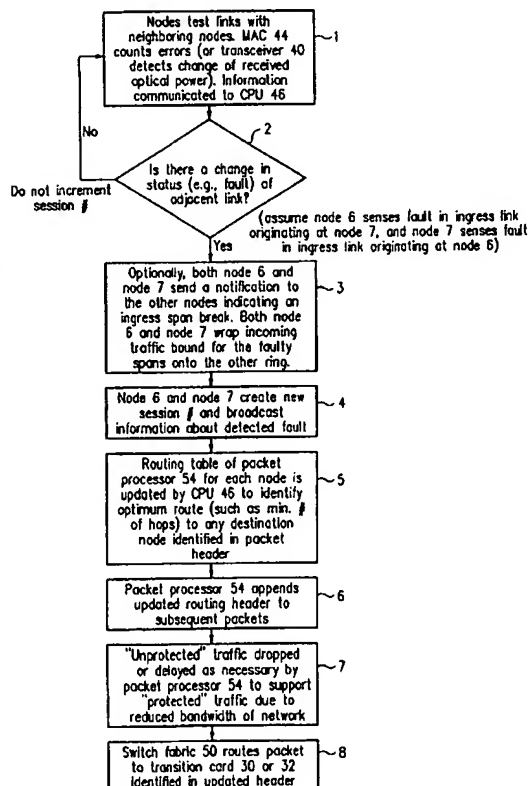 Nodes test links with
neighboring nodes. MAC 44
counts errors (or transceiver 40
detects change of received
optical power). Information
communicated to CPU 46
1
No
2
Is there a change in
status (e.g., fault) of
adjacent link?
Do not increment
session #
(assume node 6 senses fault in ingress link
originating at node 7, and node 7 senses fault
in ingress link originating at node 6)
Yes
Optionally, both node 6 and
node 7 send a notification to
the other nodes indicating an
ingress span break. Both node
6 and node 7 wrap incoming
traffic bound for the faulty
spans onto the other ring.
3
Node 6 and node 7 create new
session # and broadcast
information about detected fault
4
Routing table of packet
processor 54 for each node is
updated by CPU 46 to identify
optimum route (such as min. #
of hops) to any destination
node identified in packet
header
5
Packet processor 54 appends
updated routing header to
subsequent packets
6
"Unprotected" traffic dropped
or delayed as necessary by
packet processor 54 to support
"protected" traffic due to
reduced bandwidth of network
7
Switch fabric 50 routes packet
to transition card 30 or 32
identified in updated header
8